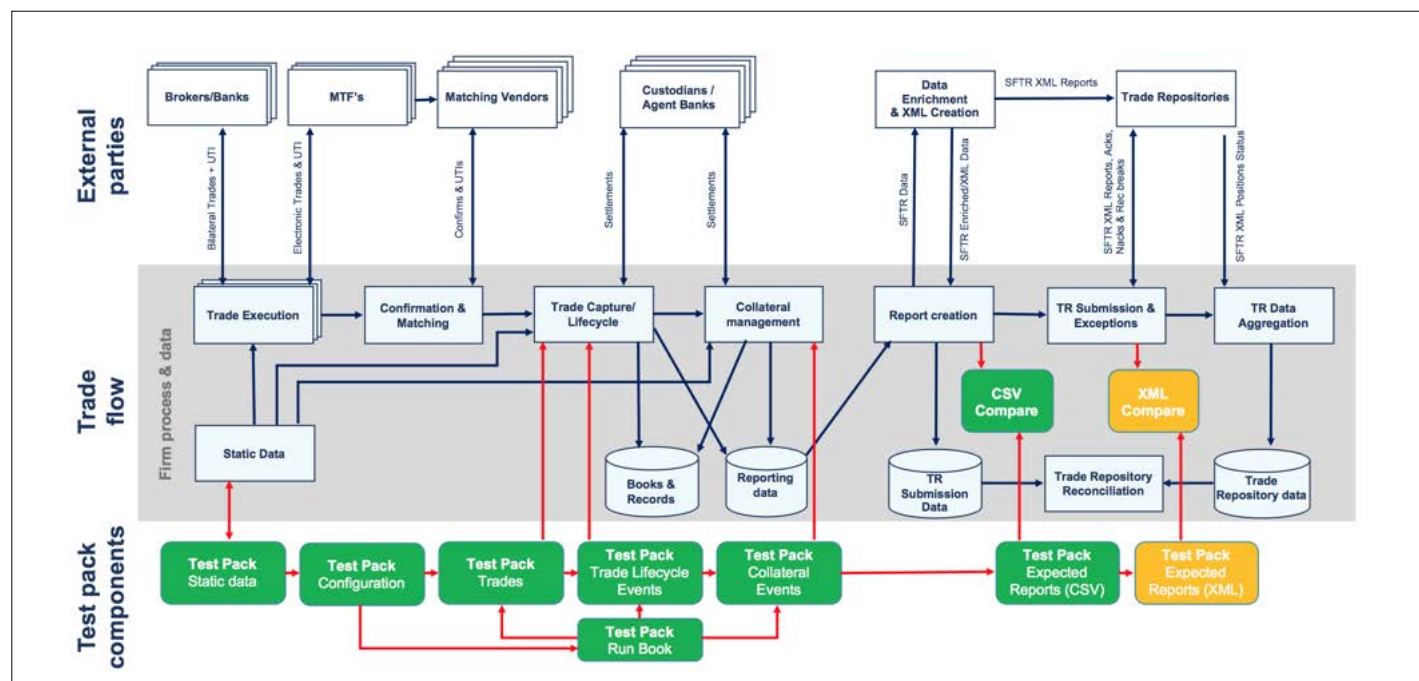 External
parties
Brokers/Banks
MTF's
Matching Vendors
Custodians /
Agent Banks
Data
Enrichment
& XML Creation
SFTR XML Reports
Trade Repositories
Bilateral Trades + UTI
Electronic Trades & UTI
Confirms & UTIs
Settlements
Settlements
SFTR Data
SFTR Enriched/XML Data
SFTR XML Reports, Acks,
Nacks & Rec breaks
SFTR XML Positions Status
Trade
flow
Firm process & data
Trade Execution
Confirmation &
Matching
Trade Capture/
Lifecycle
Collateral
management
Report creation
TR Submission &
Exceptions
TR Data
Aggregation
CSV
Compare
XML
Compare
Static Data
Books &
Records
Reporting
data
TR
Submission
Data
Trade Repository
Reconciliation
Trade
Repository data
Test pack
components
Test Pack
Static data
Test Pack
Configuration
Test Pack
Trades
Test Pack
Trade Lifecycle
Events
Test Pack
Collateral
Events
Test Pack
Expected
Reports (CSV)
Test Pack
Expected
Reports (XML)
Test Pack
Run Book